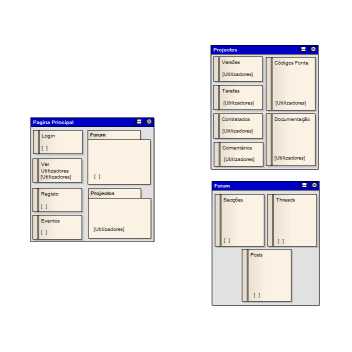 Pagina Principal
Login
[ ]
Ver
Utilizadores
[Utilizadores]
Registo
[ ]
Eventos
[ ]
Forum
[ ]
Projectos
[Utilizadores]
Projectos
Versões
[Utilizadores]
Tarefas
[Utilizadores]
Contratados
[Utilizadores]
Comentários
[Utilizadores]
Códigos Fonte
[Utilizadores]
Documentação
[Utilizadores]
Forum
Secções
[ ]
Threads
[ ]
Posts
[ ]